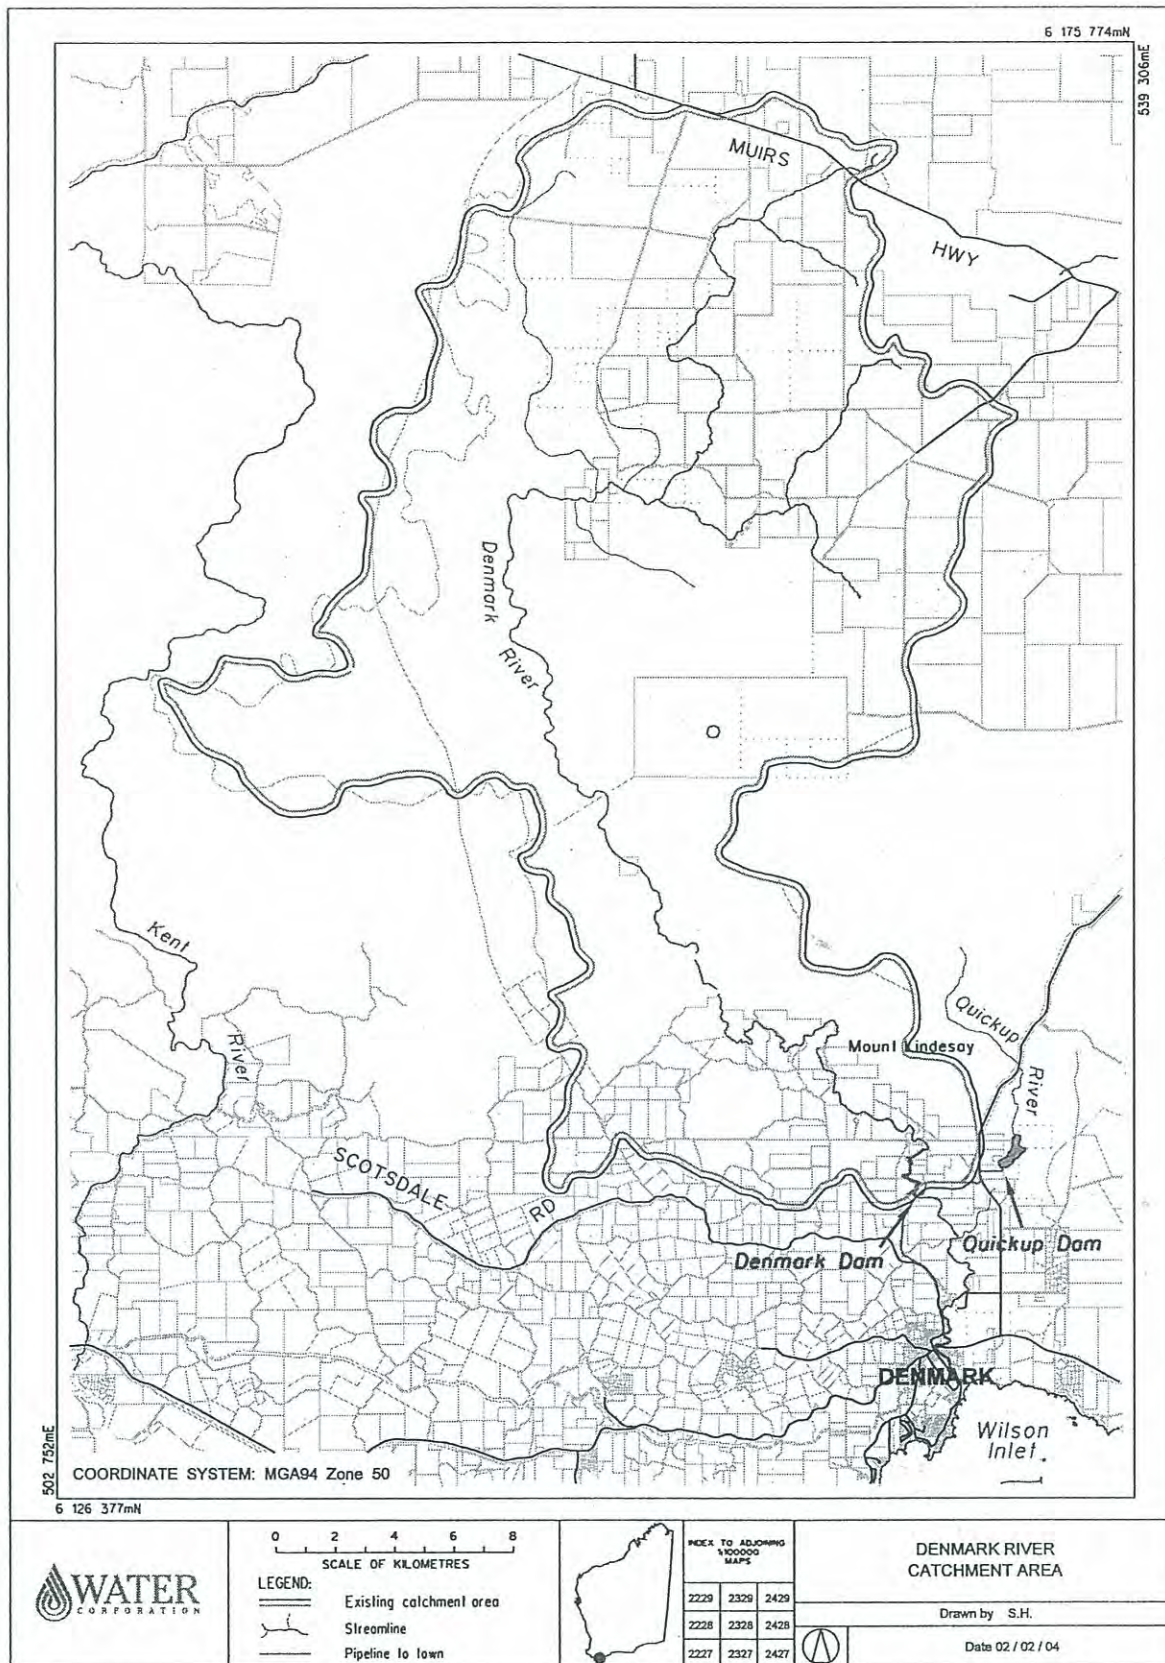 6 175 774mN
539 306mE
MUIRS
HWY
Denmark
River
Kent
River
Quickup
River
Mount Lindesay
SCOTSDALE
RD
Denmark Dam
Quickup Dam
DENMARK
Wilson
Inlet
502 752mE
COORDINATE SYSTEM: MGA94 Zone 50
6 126 377mN
WATER
CORPORATION
0 2 4 6 8
SCALE OF KILOMETRES
LEGEND:
Existing catchment area
Streamline
Pipeline to town
INDEX TO ADJOINING
1:100000
MAPS
2229 2329 2429
2228 2328 2428
2227 2327 2427
DENMARK RIVER
CATCHMENT AREA
Drawn by S.H.
Date 02 / 02 / 04